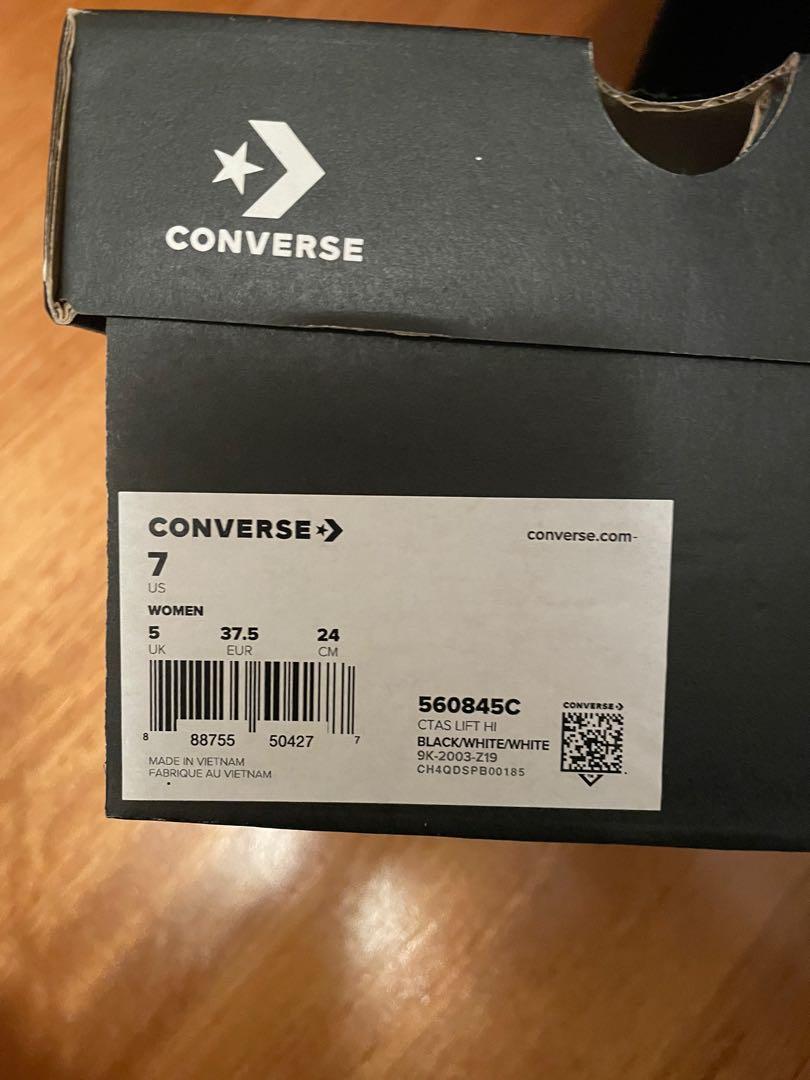 CONVERSE
CONVERSE
converse.com-
7
US
WOMEN
5 37.5 24
UK EUR CM
8 88755 50427 7
MADE IN VIETNAM
FABRIQUE AU VIETNAM
560845C
CTAS LIFT HI
BLACK/WHITE/WHITE
9K-2003-Z19
CH4QDSPB00185
CONVERSE